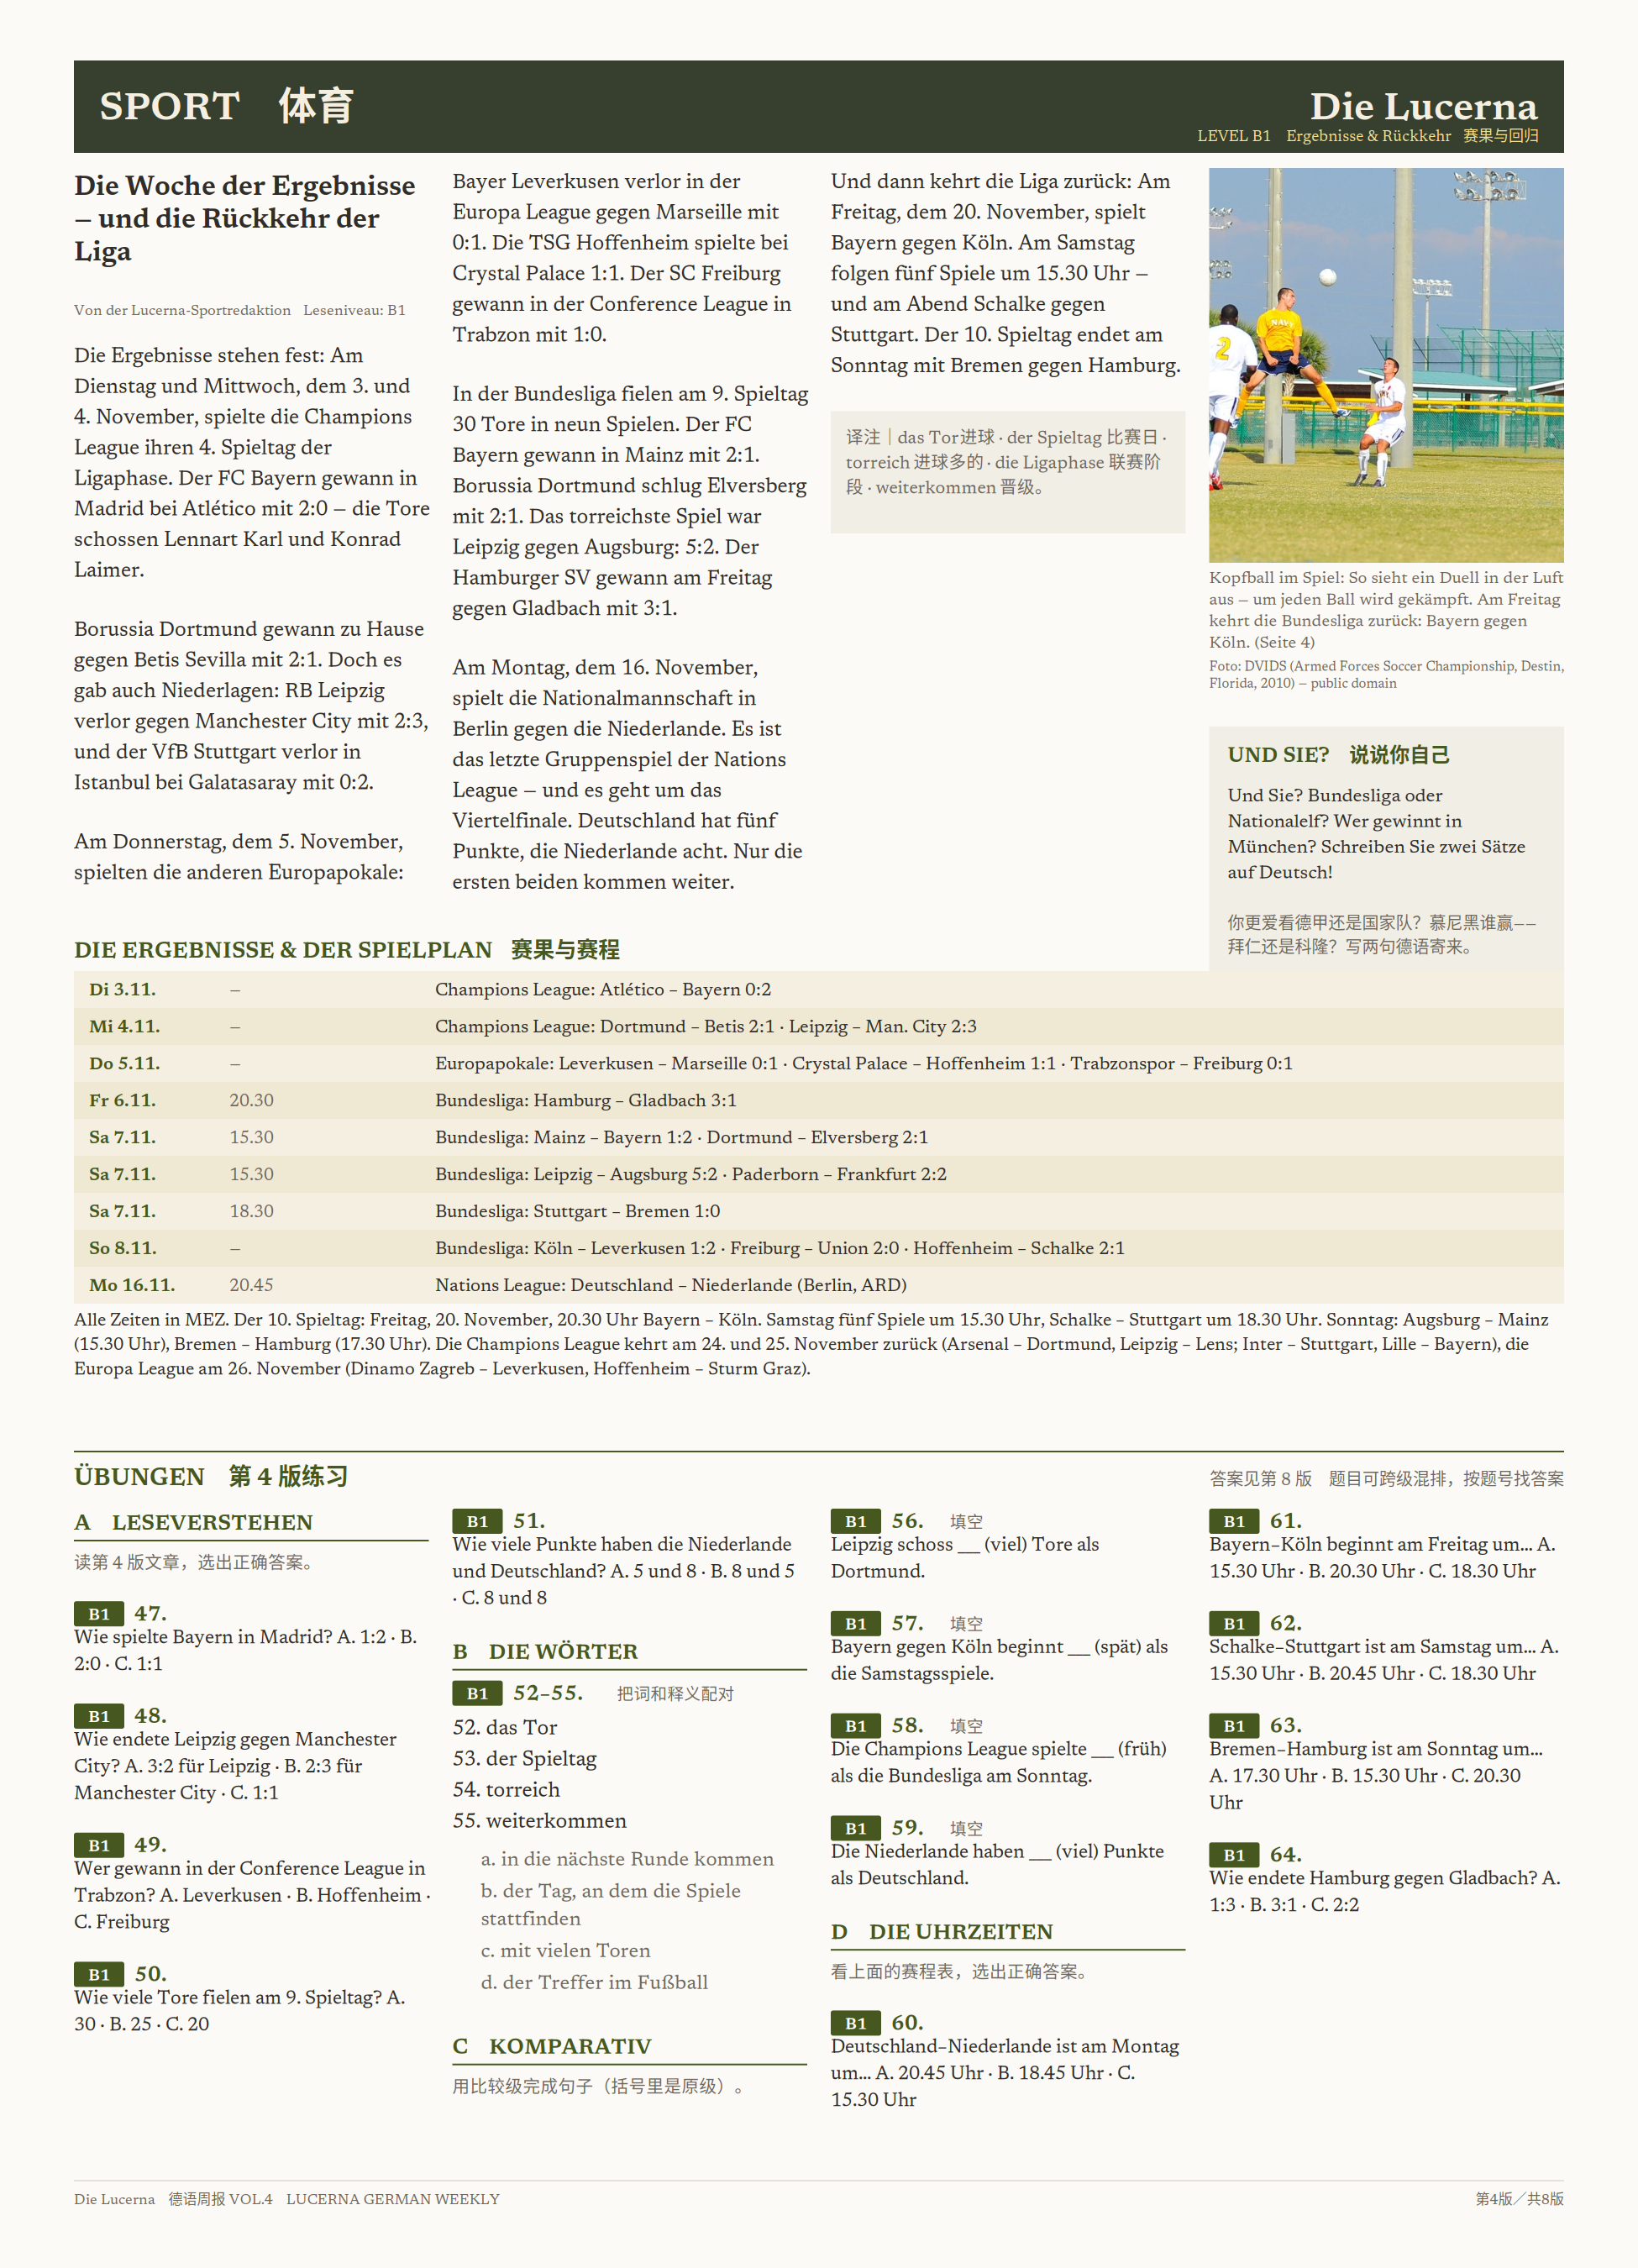 SPORT 体育
Die Lucerna
LEVEL B1 Ergebnisse & Rückkehr 赛果与回归
Die Woche der Ergebnisse
– und die Rückkehr der
Liga
Von der Lucerna-Sportredaktion Leseniveau: B1
Die Ergebnisse stehen fest: Am
Dienstag und Mittwoch, dem 3. und
4. November, spielte die Champions
League ihren 4. Spieltag der
Ligaphase. Der FC Bayern gewann in
Madrid bei Atlético mit 2:0 – die Tore
schossen Lennart Karl und Konrad
Laimer.
Borussia Dortmund gewann zu Hause
gegen Betis Sevilla mit 2:1. Doch es
gab auch Niederlagen: RB Leipzig
verlor gegen Manchester City mit 2:3,
und der VfB Stuttgart verlor in
Istanbul bei Galatasaray mit 0:2.
Am Donnerstag, dem 5. November,
spielten die anderen Europapokale:
Bayer Leverkusen verlor in der
Europa League gegen Marseille mit
0:1. Die TSG Hoffenheim spielte bei
Crystal Palace 1:1. Der SC Freiburg
gewann in der Conference League in
Trabzon mit 1:0.
In der Bundesliga fielen am 9. Spieltag
30 Tore in neun Spielen. Der FC
Bayern gewann in Mainz mit 2:1.
Borussia Dortmund schlug Elversberg
mit 2:1. Das torreichste Spiel war
Leipzig gegen Augsburg: 5:2. Der
Hamburger SV gewann am Freitag
gegen Gladbach mit 3:1.
Am Montag, dem 16. November,
spielt die Nationalmannschaft in
Berlin gegen die Niederlande. Es ist
das letzte Gruppenspiel der Nations
League – und es geht um das
Viertelfinale. Deutschland hat fünf
Punkte, die Niederlande acht. Nur die
ersten beiden kommen weiter.
Und dann kehrt die Liga zurück: Am
Freitag, dem 20. November, spielt
Bayern gegen Köln. Am Samstag
folgen fünf Spiele um 15.30 Uhr –
und am Abend Schalke gegen
Stuttgart. Der 10. Spieltag endet am
Sonntag mit Bremen gegen Hamburg.
译注｜das Tor进球 · der Spieltag 比赛日 ·
torreich 进球多的 · die Ligaphase 联赛阶
段 · weiterkommen 晋级。
2
NAVY
Kopfball im Spiel: So sieht ein Duell in der Luft
aus – um jeden Ball wird gekämpft. Am Freitag
kehrt die Bundesliga zurück: Bayern gegen
Köln. (Seite 4)
Foto: DVIDS (Armed Forces Soccer Championship, Destin,
Florida, 2010) – public domain
UND SIE? 说说你自己
Und Sie? Bundesliga oder
Nationalelf? Wer gewinnt in
München? Schreiben Sie zwei Sätze
auf Deutsch!
你更爱看德甲还是国家队？慕尼黑谁赢——
拜仁还是科隆？写两句德语寄来。
DIE ERGEBNISSE & DER SPIELPLAN 赛果与赛程
Di 3.11. – Champions League: Atlético – Bayern 0:2
Mi 4.11. – Champions League: Dortmund – Betis 2:1 · Leipzig – Man. City 2:3
Do 5.11. – Europapokale: Leverkusen – Marseille 0:1 · Crystal Palace – Hoffenheim 1:1 · Trabzonspor – Freiburg 0:1
Fr 6.11. 20.30 Bundesliga: Hamburg – Gladbach 3:1
Sa 7.11. 15.30 Bundesliga: Mainz – Bayern 1:2 · Dortmund – Elversberg 2:1
Sa 7.11. 15.30 Bundesliga: Leipzig – Augsburg 5:2 · Paderborn – Frankfurt 2:2
Sa 7.11. 18.30 Bundesliga: Stuttgart – Bremen 1:0
So 8.11. – Bundesliga: Köln – Leverkusen 1:2 · Freiburg – Union 2:0 · Hoffenheim – Schalke 2:1
Mo 16.11. 20.45 Nations League: Deutschland – Niederlande (Berlin, ARD)
Alle Zeiten in MEZ. Der 10. Spieltag: Freitag, 20. November, 20.30 Uhr Bayern – Köln. Samstag fünf Spiele um 15.30 Uhr, Schalke – Stuttgart um 18.30 Uhr. Sonntag: Augsburg – Mainz
(15.30 Uhr), Bremen – Hamburg (17.30 Uhr). Die Champions League kehrt am 24. und 25. November zurück (Arsenal – Dortmund, Leipzig – Lens; Inter – Stuttgart, Lille – Bayern), die
Europa League am 26. November (Dinamo Zagreb – Leverkusen, Hoffenheim – Sturm Graz).
ÜBUNGEN 第 4 版练习
答案见第 8 版 题目可跨级混排，按题号找答案
A LESEVERSTEHEN
读第 4 版文章，选出正确答案。
B1 47.
Wie spielte Bayern in Madrid? A. 1:2 · B.
2:0 · C. 1:1
B1 48.
Wie endete Leipzig gegen Manchester
City? A. 3:2 für Leipzig · B. 2:3 für
Manchester City · C. 1:1
B1 49.
Wer gewann in der Conference League in
Trabzon? A. Leverkusen · B. Hoffenheim ·
C. Freiburg
B1 50.
Wie viele Tore fielen am 9. Spieltag? A.
30 · B. 25 · C. 20
B1 51.
Wie viele Punkte haben die Niederlande
und Deutschland? A. 5 und 8 · B. 8 und 5
· C. 8 und 8
B DIE WÖRTER
B1 52–55. 把词和释义配对
52. das Tor
53. der Spieltag
54. torreich
55. weiterkommen
a. in die nächste Runde kommen
b. der Tag, an dem die Spiele
stattfinden
c. mit vielen Toren
d. der Treffer im Fußball
C KOMPARATIV
用比较级完成句子（括号里是原级）。
B1 56. 填空
Leipzig schoss ___ (viel) Tore als
Dortmund.
B1 57. 填空
Bayern gegen Köln beginnt ___ (spät) als
die Samstagsspiele.
B1 58. 填空
Die Champions League spielte ___ (früh)
als die Bundesliga am Sonntag.
B1 59. 填空
Die Niederlande haben ___ (viel) Punkte
als Deutschland.
D DIE UHRZEITEN
看上面的赛程表，选出正确答案。
B1 60.
Deutschland–Niederlande ist am Montag
um... A. 20.45 Uhr · B. 18.45 Uhr · C.
15.30 Uhr
B1 61.
Bayern–Köln beginnt am Freitag um... A.
15.30 Uhr · B. 20.30 Uhr · C. 18.30 Uhr
B1 62.
Schalke–Stuttgart ist am Samstag um... A.
15.30 Uhr · B. 20.45 Uhr · C. 18.30 Uhr
B1 63.
Bremen–Hamburg ist am Sonntag um...
A. 17.30 Uhr · B. 15.30 Uhr · C. 20.30
Uhr
B1 64.
Wie endete Hamburg gegen Gladbach? A.
1:3 · B. 3:1 · C. 2:2
Die Lucerna 德语周报 VOL.4 LUCERNA GERMAN WEEKLY
第4版／共8版